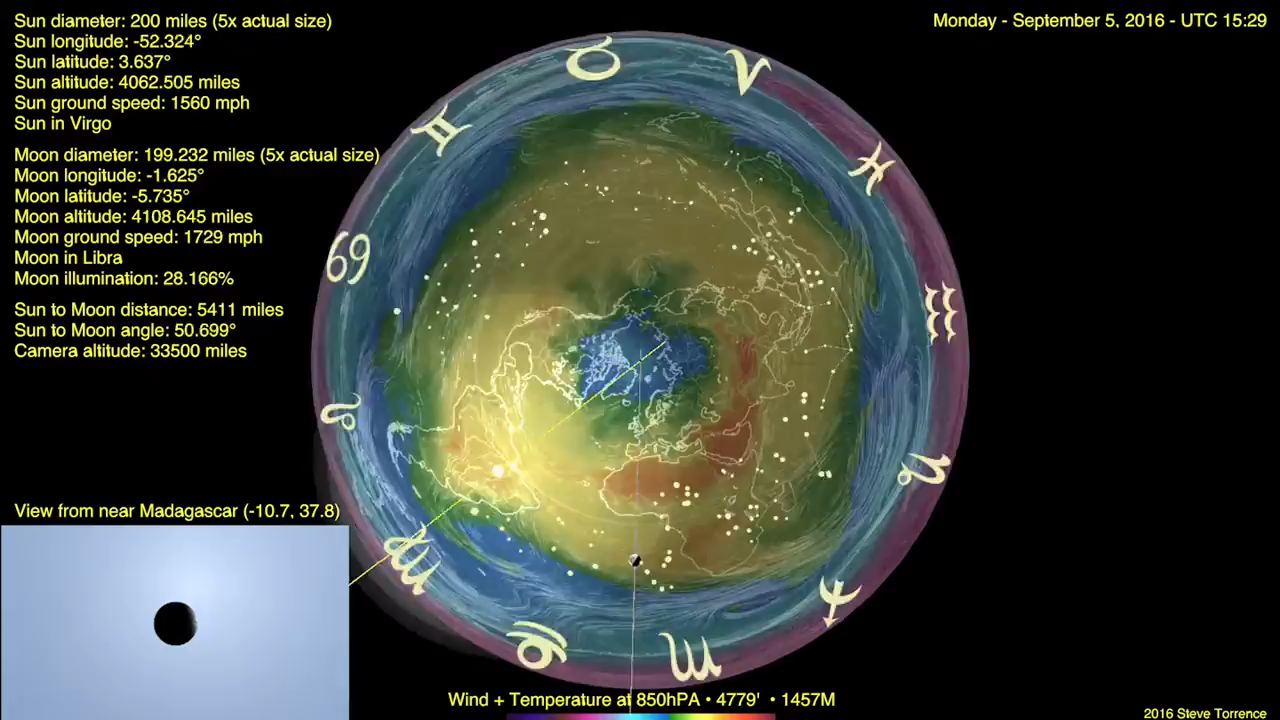 Sun diameter: 200 miles (5x actual size)
Sun longitude: -52.324°
Sun latitude: 3.637°
Sun altitude: 4062.505 miles
Sun ground speed: 1560 mph
Sun in Virgo
Moon diameter: 199.232 miles (5x actual size)
Moon longitude: -1.625°
Moon latitude: -5.735°
Moon altitude: 4108.645 miles
Moon ground speed: 1729 mph
Moon in Libra
Moon illumination: 28.166%
Sun to Moon distance: 5411 miles
Sun to Moon angle: 50.699°
Camera altitude: 33500 miles
Monday - September 5, 2016 - UTC 15:29
View from near Madagascar (-10.7, 37.8)
Wind + Temperature at 850hPA • 4779' • 1457M
2016 Steve Torrence